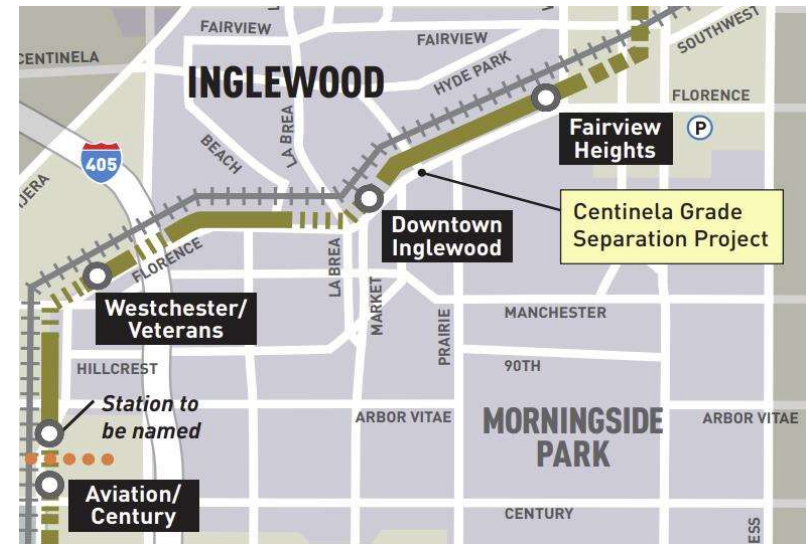 FAIRVIEW
FAIRVIEW
SOUTHWEST
CENTINELA
INGLEWOOD
HYDE PARK
LA BREA
FLORENCE
BEACH
Fairview
Heights
P
405
Downtown
Inglewood
Centinela Grade
Separation Project
FLORENCE
LA BREA
MARKET
PRAIRIE
Westchester/
Veterans
MANCHESTER
HILLCREST
90TH
Station to
be named
ARBOR VITAE
MORNINGSIDE
PARK
ARBOR VITAE
Aviation/
Century
CENTURY